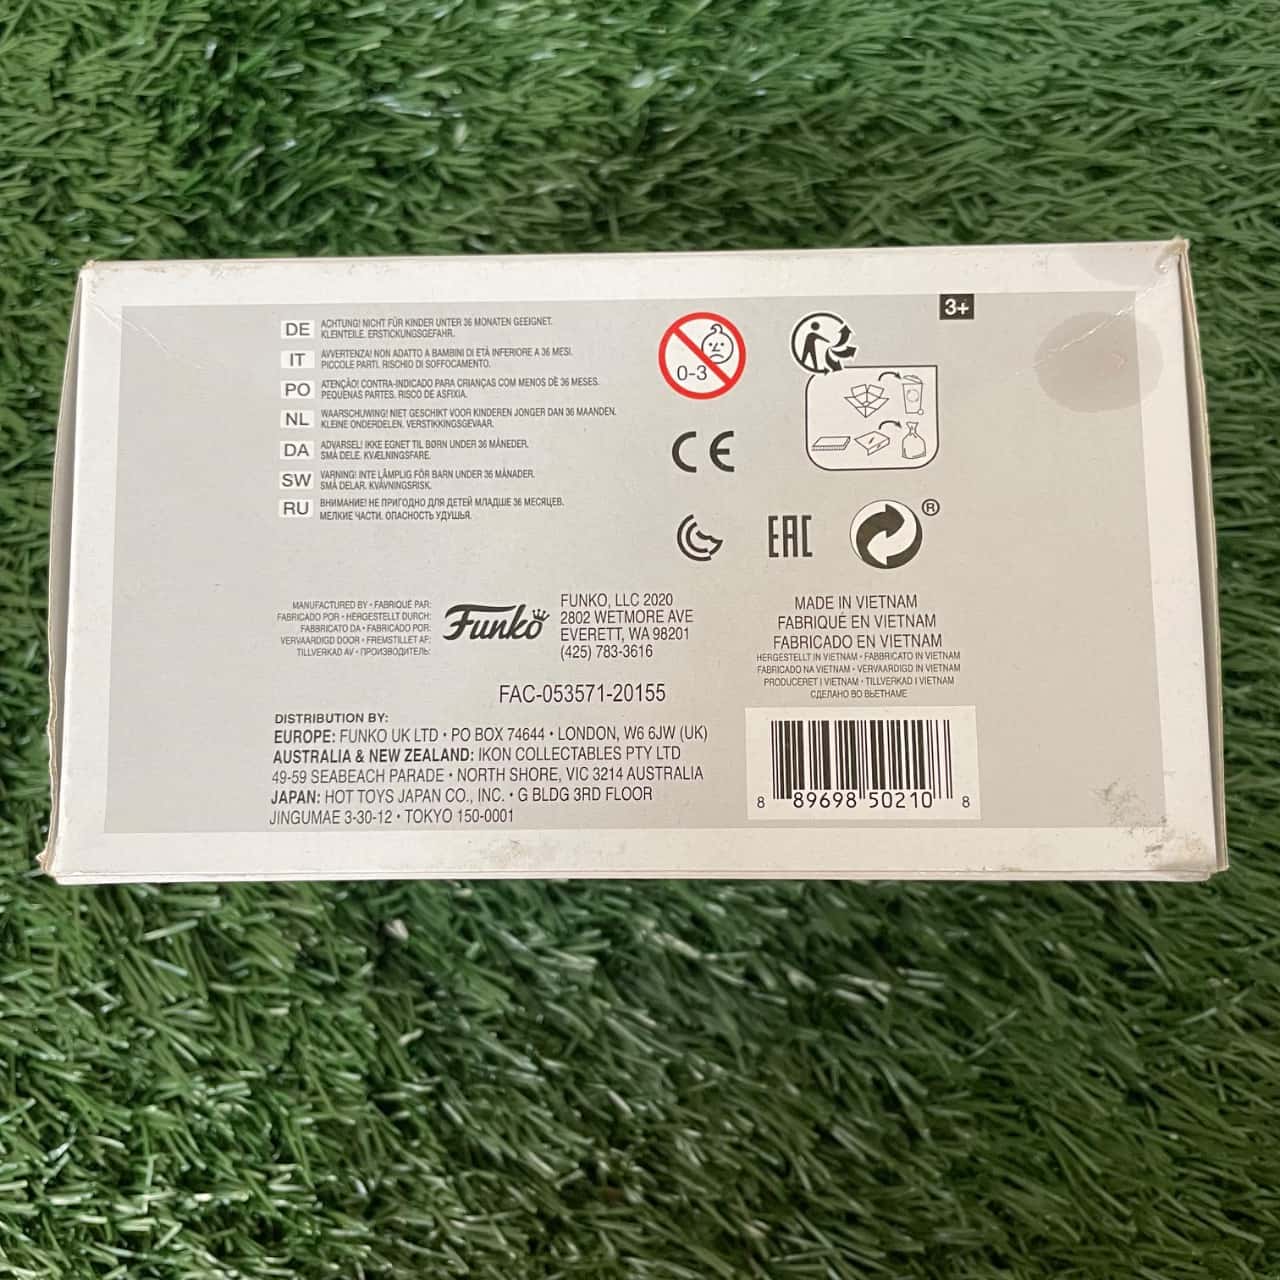 3+
DE ACHTUNG! NICHT FÜR KINDER UNTER 36 MONATEN GEEIGNET.
KLEINTEILE. ERSTICKUNGSGEFAHR.
IT AVVERTENZA! NON ADATTO A BAMBINI DI ETÀ INFERIORE A 36 MESI.
PICCOLE PARTI. RISCHIO DI SOFFOCAMENTO.
PO ATENÇÃO! CONTRA-INDICADO PARA CRIANÇAS COM MENOS DE 36 MESES.
PEQUENAS PARTES. RISCO DE ASFIXIA.
NL WAARSCHUWING! NIET GESCHIKT VOOR KINDEREN JONGER DAN 36 MAANDEN.
KLEINE ONDERDELEN. VERSTIKKINGSGEVAAR.
DA ADVARSEL! IKKE EGNET TIL BØRN UNDER 36 MÅNEDER.
SMÅ DELE. KVÆLNINGSFARE.
SW VARNING! INTE LÄMPLIG FÖR BARN UNDER 36 MÅNADER.
SMÅ DELAR. KVÄVNINGSRISK.
RU ВНИМАНИЕ! НЕ ПРИГОДНО ДЛЯ ДЕТЕЙ МЛАДШЕ 36 МЕСЯЦЕВ.
МЕЛКИЕ ЧАСТИ. ОПАСНОСТЬ УДУШЬЯ.
0-3
CE
EAC
®
MANUFACTURED BY • FABRIQUÉ PAR:
FABRICADO POR • HERGESTELLT DURCH:
FABBRICATO DA • FABRICADO POR:
VERVAARDIGD DOOR • FREMSTILLET AF:
TILLVERKAD AV • ПРОИЗВОДИТЕЛЬ:
Funko
FUNKO, LLC 2020
2802 WETMORE AVE
EVERETT, WA 98201
(425) 783-3616
MADE IN VIETNAM
FABRIQUÉ EN VIETNAM
FABRICADO EN VIETNAM
HERGESTELLT IN VIETNAM • FABBRICATO IN VIETNAM
FABRICADO NA VIETNAM • VERVAARDIGD IN VIETNAM
PRODUCERET I VIETNAM • TILLVERKAD I VIETNAM
СДЕЛАНО ВО ВЬЕТНАМЕ
FAC-053571-20155
DISTRIBUTION BY:
EUROPE: FUNKO UK LTD • PO BOX 74644 • LONDON, W6 6JW (UK)
AUSTRALIA & NEW ZEALAND: IKON COLLECTABLES PTY LTD
49-59 SEABEACH PARADE • NORTH SHORE, VIC 3214 AUSTRALIA
JAPAN: HOT TOYS JAPAN CO., INC. • G BLDG 3RD FLOOR
JINGUMAE 3-30-12 • TOKYO 150-0001
8 89698 50210 8